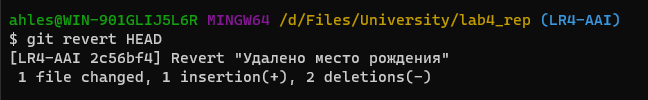 ahles@WIN-901GLIJ5L6R MINGW64 /d/Files/University/lab4_rep (LR4-AAI)
$ git revert HEAD
[LR4-AAI 2c56bf4] Revert "Удалено место рождения"
 1 file changed, 1 insertion(+), 2 deletions(-)